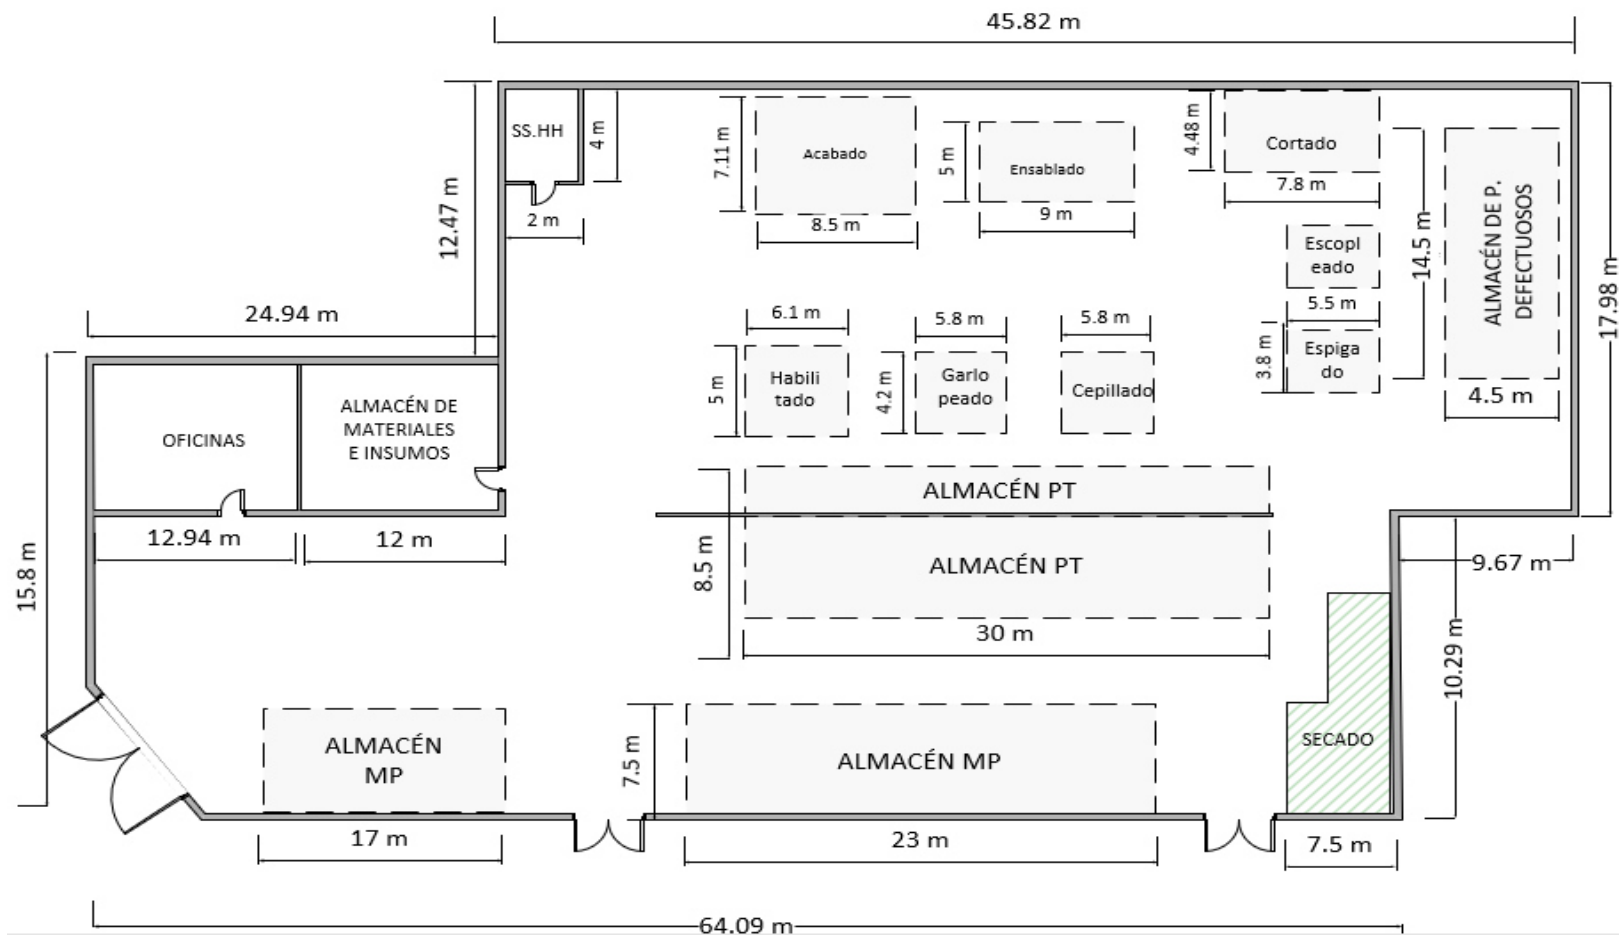 45.82 m
SS.HH
4 m
2 m
12.47 m
7.11 m
Acabado
8.5 m
5 m
Ensablado
9 m
4.48 m
Cortado
7.8 m
14.5 m
ALMACÉN DE P.
DEFECTUOSOS
4.5 m
17.98 m
Escopl
eado
5.5 m
3.8 m
Espiga
do
24.94 m
6.1 m
5 m
Habili
tado
5.8 m
4.2 m
Garlo
peado
5.8 m
Cepillado
15.8 m
OFICINAS
ALMACÉN DE
MATERIALES
E INSUMOS
12.94 m
12 m
ALMACÉN PT
ALMACÉN PT
8.5 m
30 m
9.67 m
10.29 m
ALMACÉN
MP
17 m
7.5 m
ALMACÉN MP
23 m
SECADO
7.5 m
64.09 m